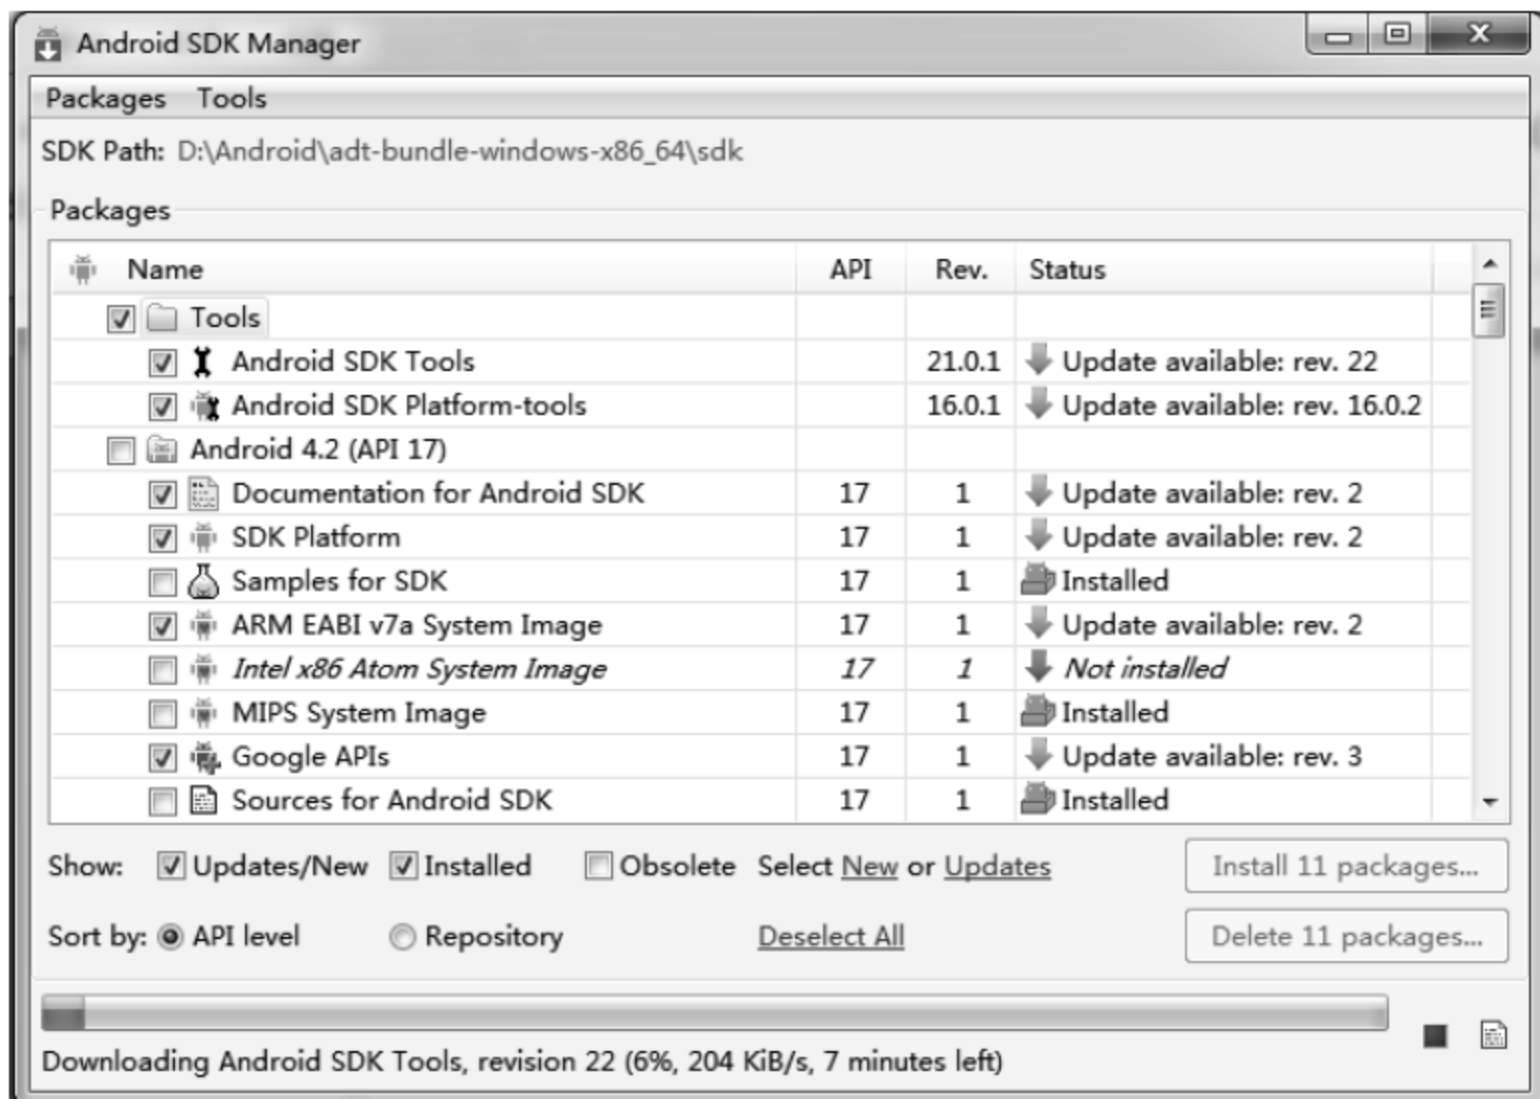 Android SDK Manager
Packages Tools
SDK Path: D:\Android\adt-bundle-windows-x86_64\sdk
Packages
Name API Rev. Status
Tools
Android SDK Tools 21.0.1 Update available: rev. 22
Android SDK Platform-tools 16.0.1 Update available: rev. 16.0.2
Android 4.2 (API 17)
Documentation for Android SDK 17 1 Update available: rev. 2
SDK Platform 17 1 Update available: rev. 2
Samples for SDK 17 1 Installed
ARM EABI v7a System Image 17 1 Update available: rev. 2
Intel x86 Atom System Image 17 1 Not installed
MIPS System Image 17 1 Installed
Google APIs 17 1 Update available: rev. 3
Sources for Android SDK 17 1 Installed
Show: Updates/New Installed Obsolete Select New or Updates Install 11 packages...
Sort by: API level Repository Deselect All Delete 11 packages...
Downloading Android SDK Tools, revision 22 (6%, 204 KiB/s, 7 minutes left)